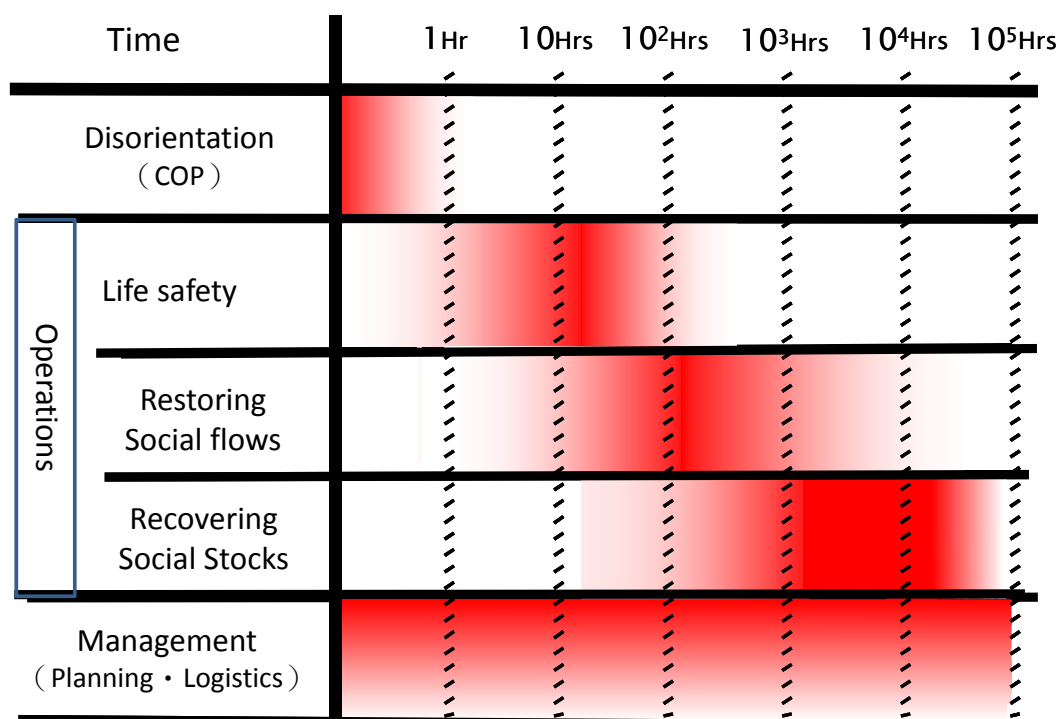 Time 1Hr 10Hrs 10²Hrs 10³Hrs 10⁴Hrs 10⁵Hrs
Disorientation
（COP）
Operations
Life safety
Restoring
Social flows
Recovering
Social Stocks
Management
（Planning・Logistics）